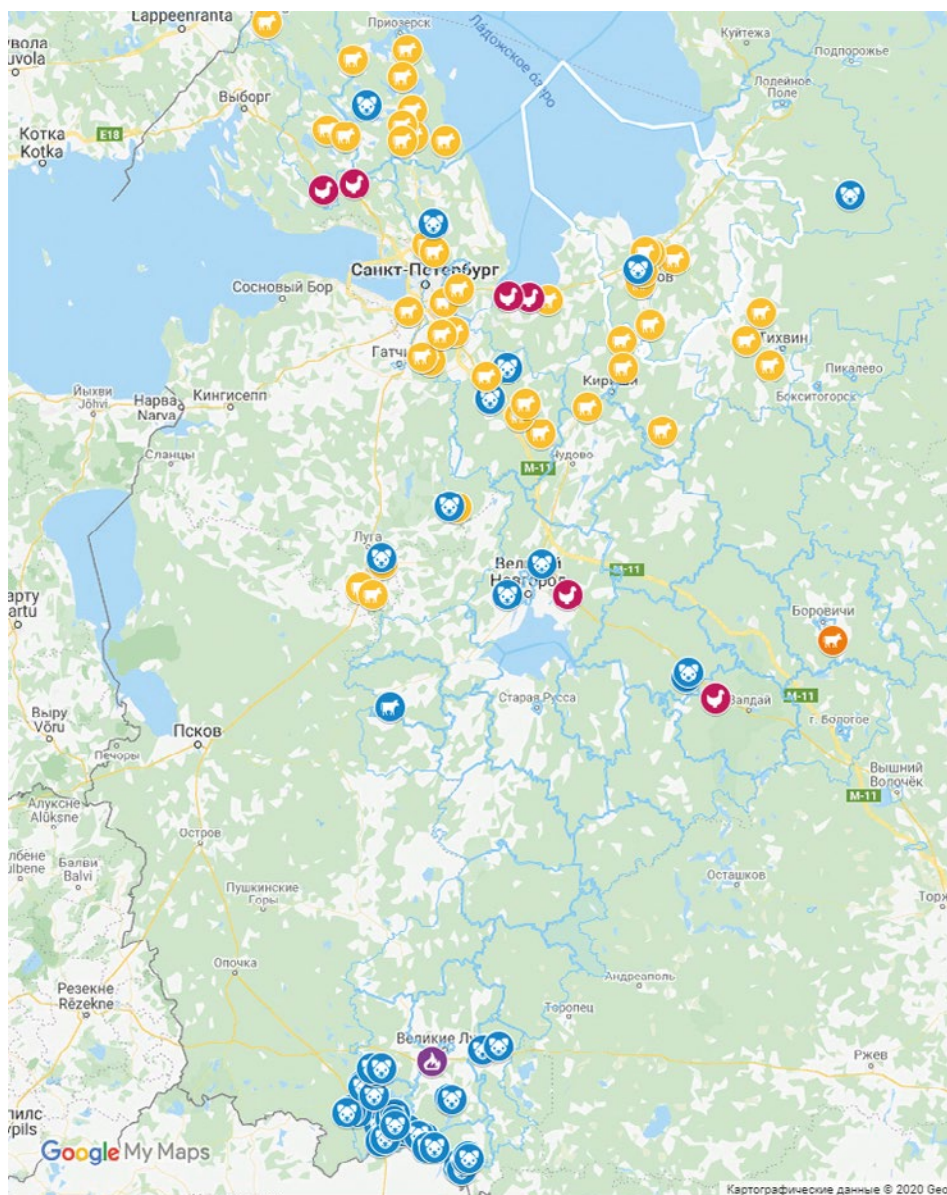 Lappeenranta
Приозерск
Куйтежа
Подпорожье
Ладожское озеро
Лодейное
Поле
Выборг
Котка
Kotka
E18
Санкт-Петербург
Сосновый Бор
Тихвин
Пикалево
Бокситогорск
Йыхви
Jõhvi
Нарва
Narva
Кингисепп
Сланцы
М-11
Чудово
Луга
Великий
Новгород
М-11
Боровичи
Старая Русса
Валдай
М-11
г. Бологое
Выру
Võru
Псков
Печоры
Вышний
Волочёк
М-11
Алуксне
Alūksne
Остров
Балви
Balvi
Осташков
Пушкинские
Горы
Опочка
Андреаполь
Резекне
Rēzekne
Торопец
Ржев
Google My Maps
Картографические данные © 2020